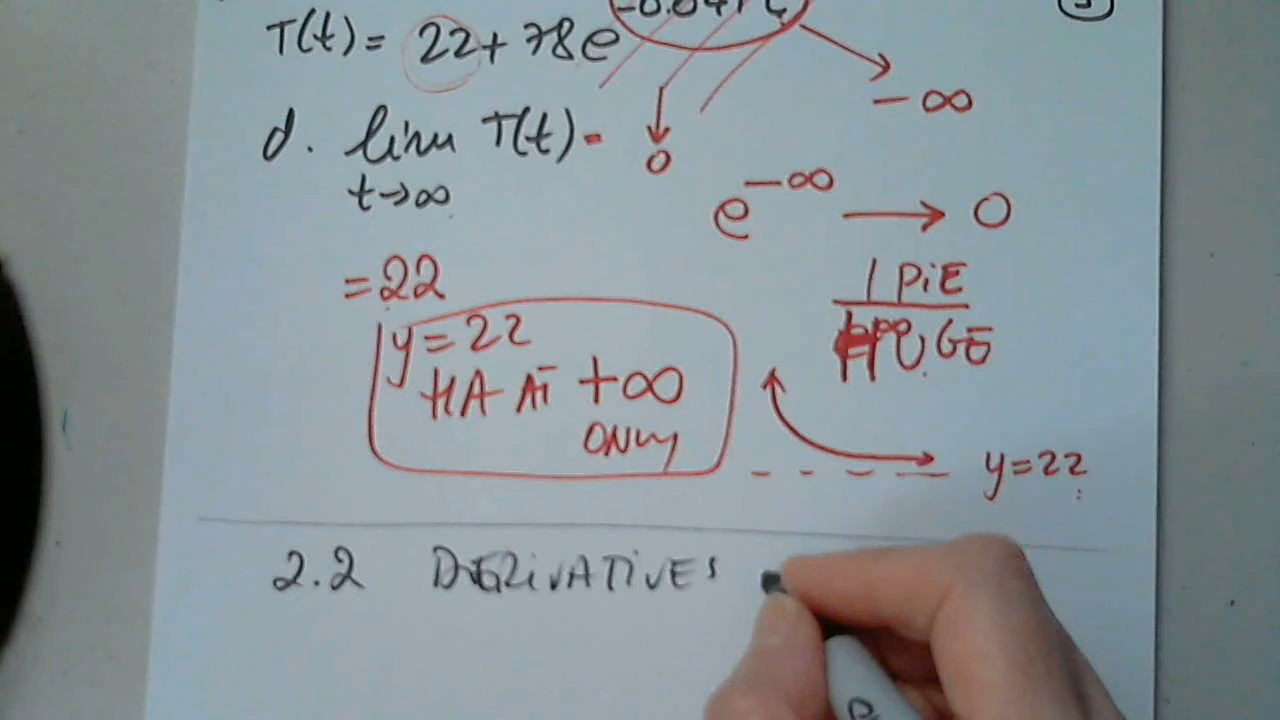 T(t) = 22 + 78e
→ - ∞
d. lim T(t) =
t→∞
0
e^-∞ → 0
= 22
1 PiE
HUGE
y = 22
HA AT +∞
ONLY
y = 22
2.2 DERiVATiVES